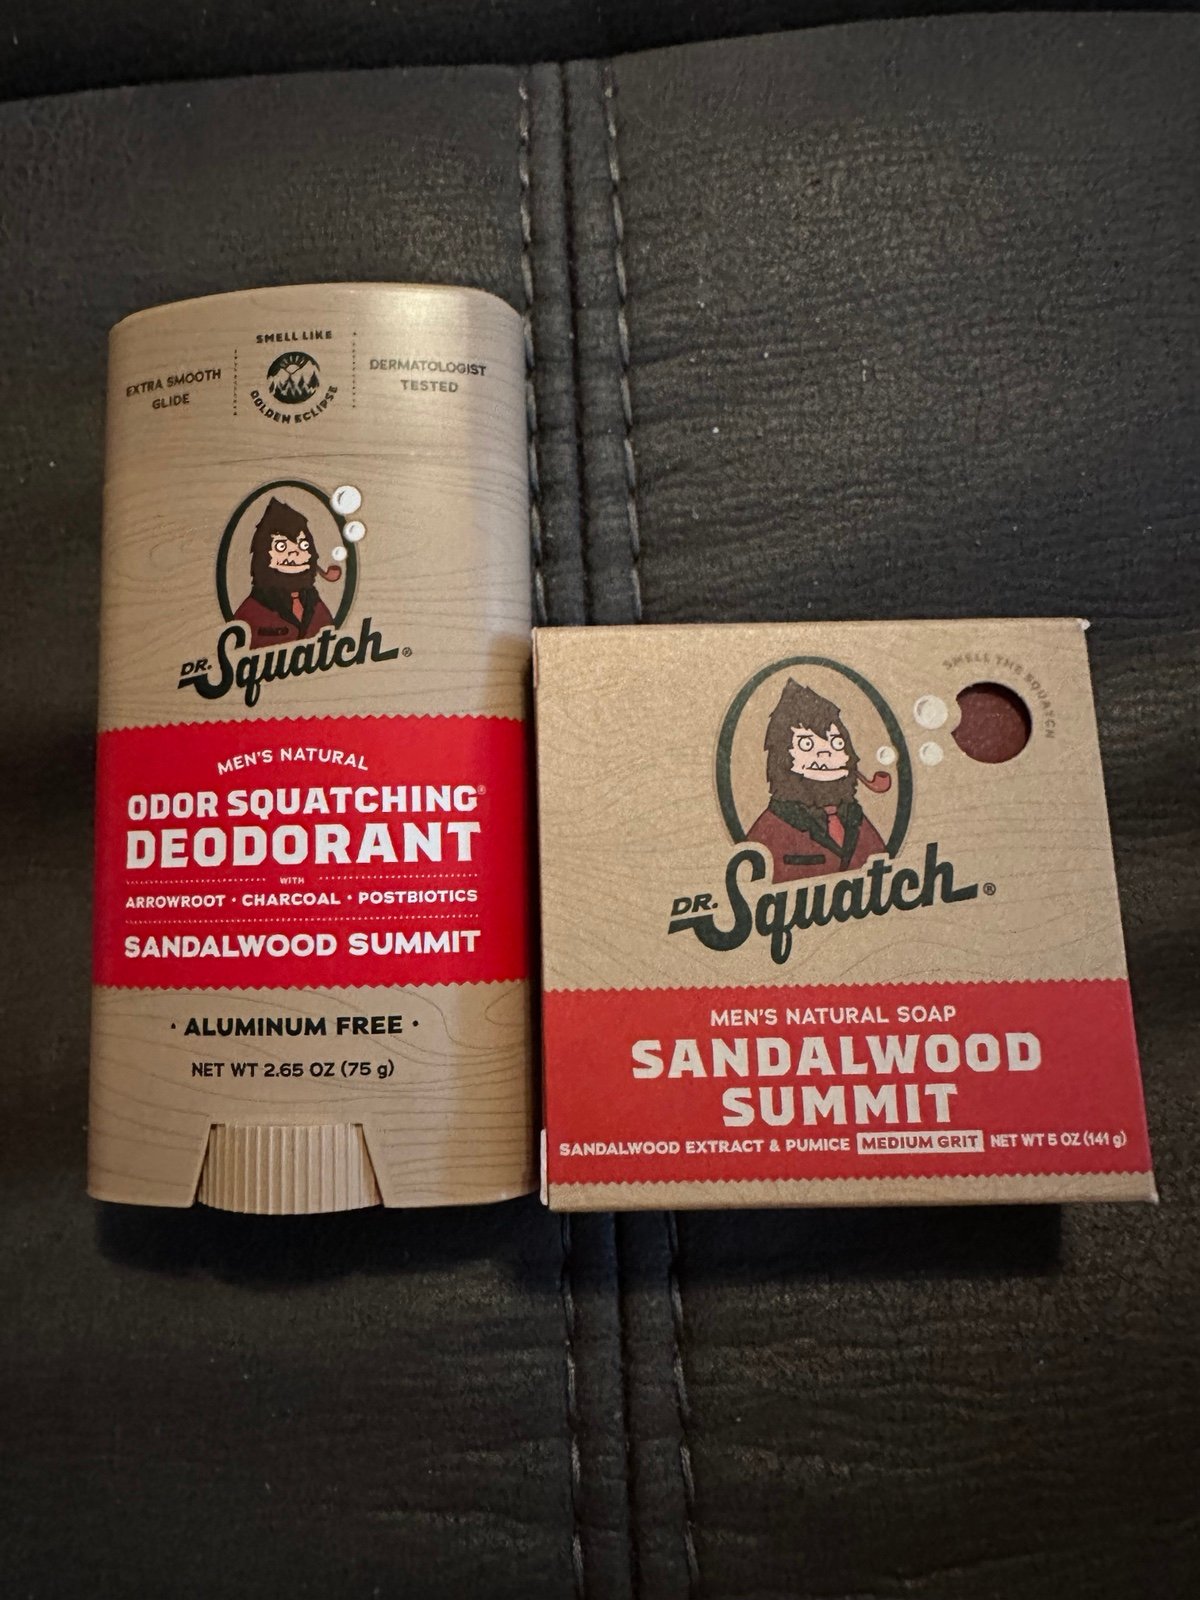 EXTRA SMOOTH
GLIDE
SMELL LIKE
GOLDEN ECLIPSE
DERMATOLOGIST
TESTED
DR. Squatch®
MEN'S NATURAL
ODOR SQUATCHING®
DEODORANT
WITH
ARROWROOT · CHARCOAL · POSTBIOTICS
SANDALWOOD SUMMIT
· ALUMINUM FREE ·
NET WT 2.65 OZ (75 g)
SMELL THE SQUATCH
DR. Squatch®
MEN'S NATURAL SOAP
SANDALWOOD
SUMMIT
SANDALWOOD EXTRACT & PUMICE MEDIUM GRIT NET WT 5 OZ (141 g)